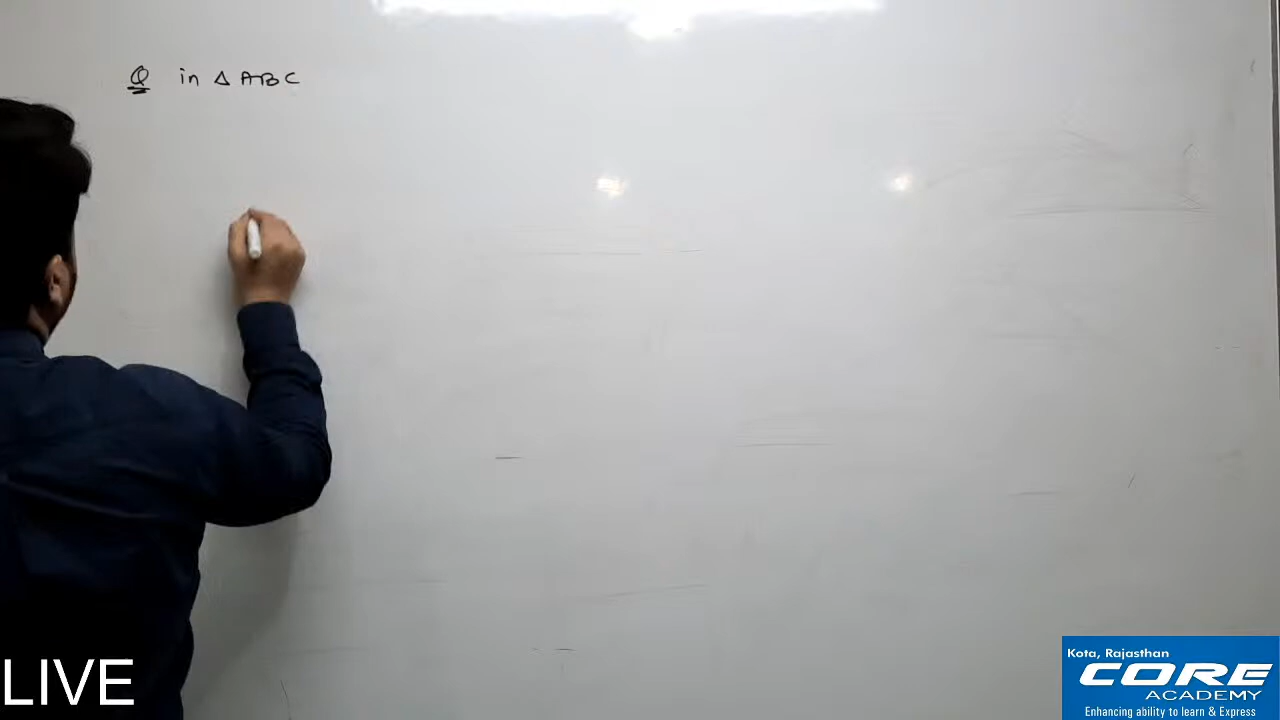 Q in Δ ABC
LIVE
Kota, Rajasthan
CORE
ACADEMY
Enhancing ability to learn & Express